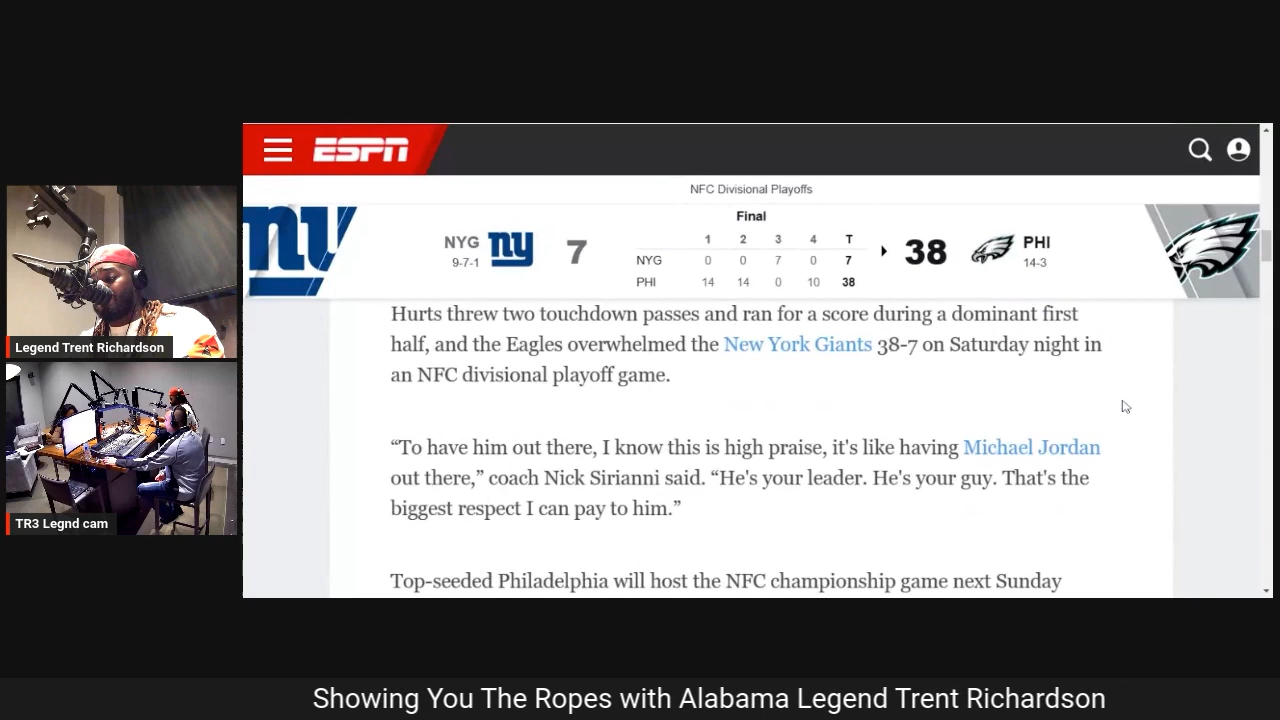 ESPN
NFC Divisional Playoffs
Final
NYG
9-7-1
ny
7
1 2 3 4 T
NYG 0 0 7 0 7
PHI 14 14 0 10 38
38
PHI
14-3
ny
Hurts threw two touchdown passes and ran for a score during a dominant first
half, and the Eagles overwhelmed the New York Giants 38-7 on Saturday night in
an NFC divisional playoff game.
“To have him out there, I know this is high praise, it's like having Michael Jordan
out there,” coach Nick Sirianni said. “He's your leader. He's your guy. That's the
biggest respect I can pay to him.”
Top-seeded Philadelphia will host the NFC championship game next Sunday
Legend Trent Richardson
TR3 Legnd cam
Showing You The Ropes with Alabama Legend Trent Richardson